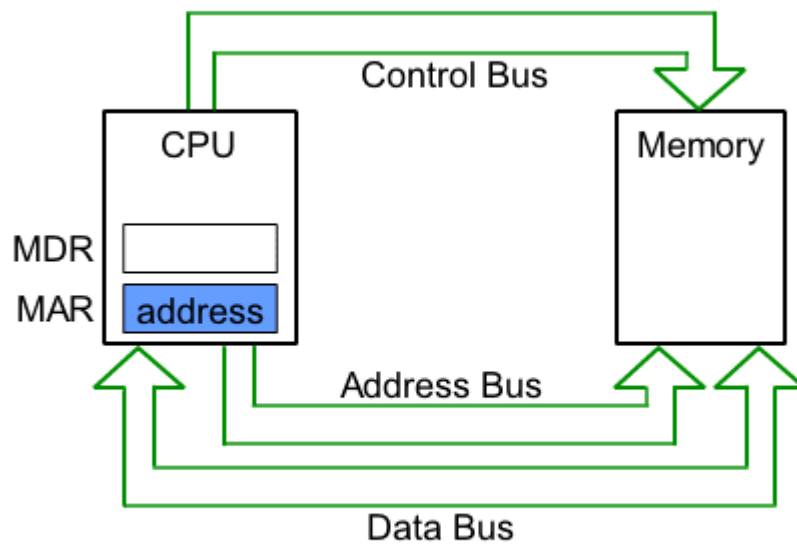 Control Bus
CPU
Memory
MDR
MAR
address
Address Bus
Data Bus